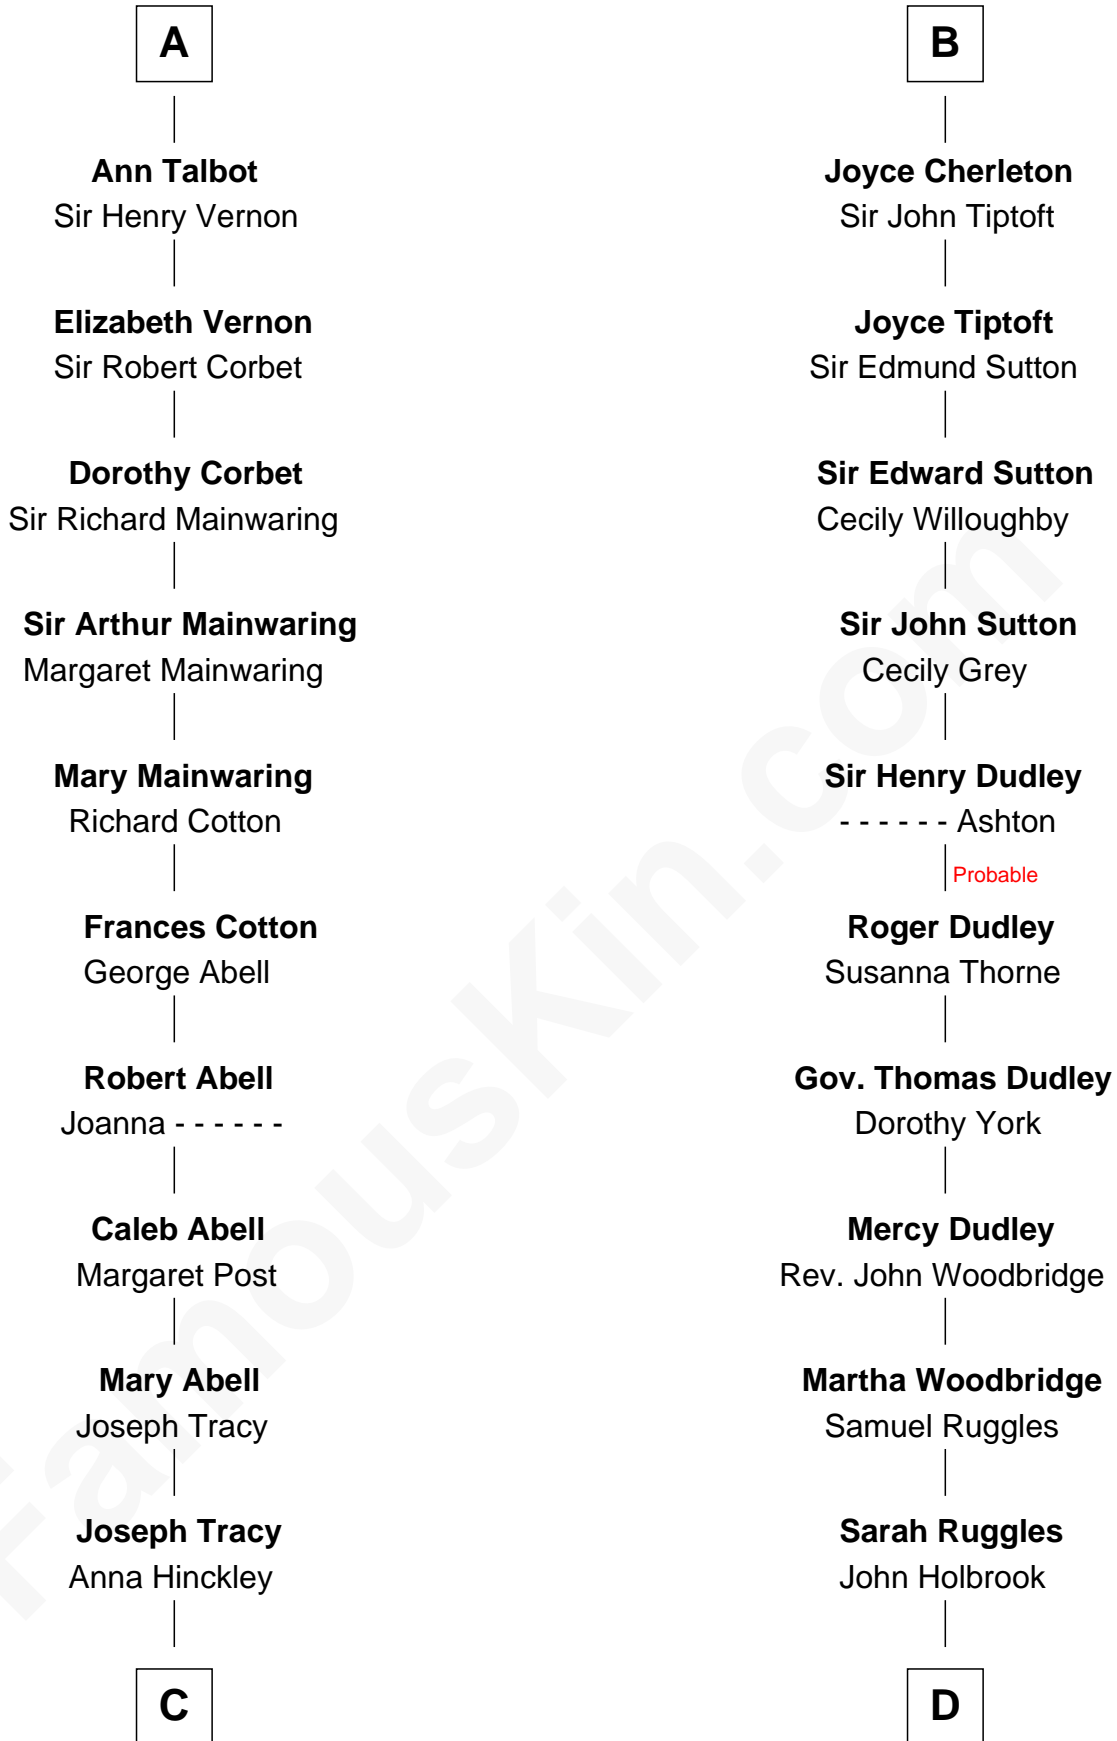 A
Ann Talbot
Sir Henry Vernon
Elizabeth Vernon
Sir Robert Corbet
Dorothy Corbet
Sir Richard Mainwaring
Sir Arthur Mainwaring
Margaret Mainwaring
Mary Mainwaring
Richard Cotton
Frances Cotton
George Abell
Robert Abell
Joanna - - - - - -
Caleb Abell
Margaret Post
Mary Abell
Joseph Tracy
Joseph Tracy
Anna Hinckley
C
B
Joyce Cherleton
Sir John Tiptoft
Joyce Tiptoft
Sir Edmund Sutton
Sir Edward Sutton
Cecily Willoughby
Sir John Sutton
Cecily Grey
Sir Henry Dudley
- - - - - - Ashton
Probable
Roger Dudley
Susanna Thorne
Gov. Thomas Dudley
Dorothy York
Mercy Dudley
Rev. John Woodbridge
Martha Woodbridge
Samuel Ruggles
Sarah Ruggles
John Holbrook
D
FamousKin.com